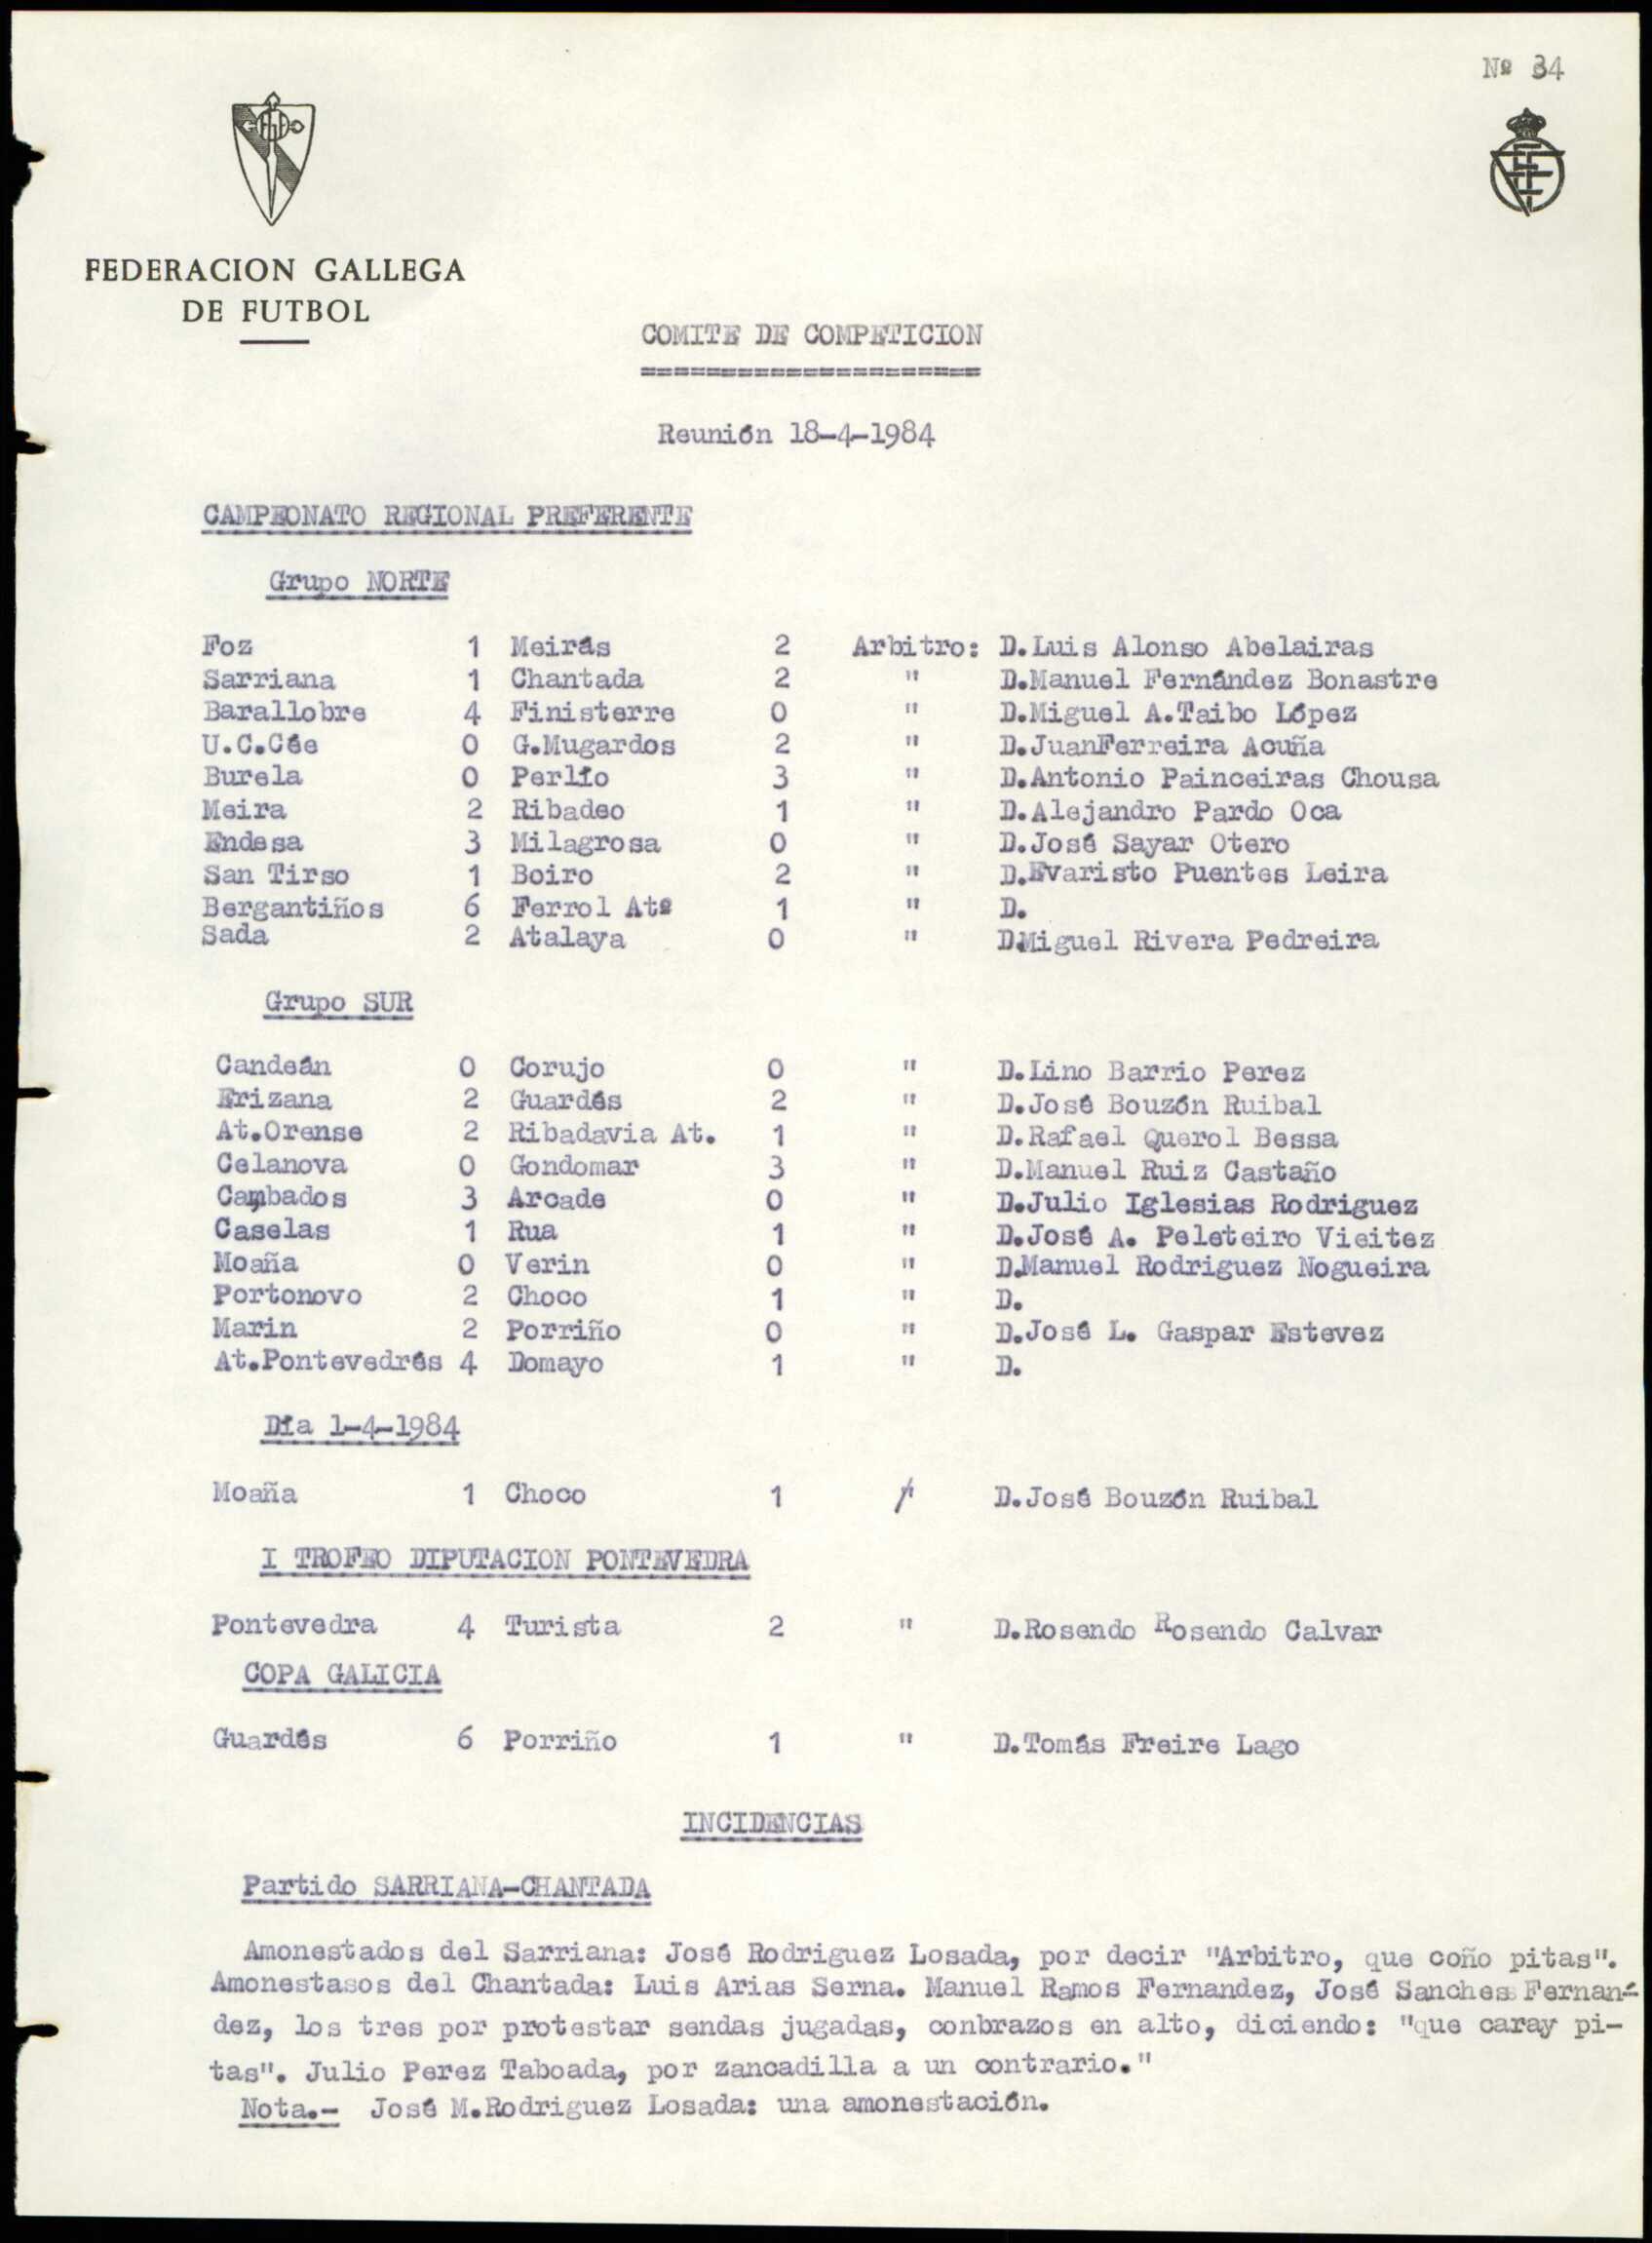 Nº 34
FEDERACION GALLEGA
DE FUTBOL
COMITE DE COMPETICION
=====================
Reunión 18-4-1984
CAMPEONATO REGIONAL PREFERENTE
Grupo NORTE
Foz 1 Meirás 2 Arbitro: D.Luis Alonso Abelairas
Sarriana 1 Chantada 2 " D.Manuel Fernández Bonastre
Barallobre 4 Finisterre 0 " D.Miguel A.Taibo López
U.C.Cée 0 G.Mugardos 2 " D.JuanFerreira Acuña
Burela 0 Perlío 3 " D.Antonio Painceiras Chousa
Meira 2 Ribadeo 1 " D.Alejandro Pardo Oca
Endesa 3 Milagrosa 0 " D.José Sayar Otero
San Tirso 1 Boiro 2 " D.Evaristo Puentes Leira
Bergantiños 6 Ferrol Atº 1 " D.
Sada 2 Atalaya 0 " D.Miguel Rivera Pedreira
Grupo SUR
Candeán 0 Corujo 0 " D.Lino Barrio Perez
Erizana 2 Guardés 2 " D.José Bouzón Ruibal
At.Orense 2 Ribadavia At. 1 " D.Rafael Querol Bessa
Celanova 0 Gondomar 3 " D.Manuel Ruiz Castaño
Cambados 3 Arcade 0 " D.Julio Iglesias Rodriguez
Caselas 1 Rua 1 " D.José A. Peleteiro Vieitez
Moaña 0 Verin 0 " D.Manuel Rodriguez Nogueira
Portonovo 2 Choco 1 " D.
Marin 2 Porriño 0 " D.José L. Gaspar Estevez
At.Pontevedrés 4 Domayo 1 " D.
Día 1-4-1984
Moaña 1 Choco 1 " D.José Bouzón Ruibal
I TROFEO DIPUTACION PONTEVEDRA
Pontevedra 4 Turista 2 " D.Rosendo Rosendo Calvar
COPA GALICIA
Guardés 6 Porriño 1 " D.Tomás Freire Lago
INCIDENCIAS
Partido SARRIANA-CHANTADA
Amonestados del Sarriana: José Rodriguez Losada, por decir "Arbitro, que coño pitas".
Amonestasos del Chantada: Luis Arias Serna. Manuel Ramos Fernandez, José Sanches Fernan-
dez, los tres por protestar sendas jugadas, conbrazos en alto, diciendo: "que caray pi-
tas". Julio Perez Taboada, por zancadilla a un contrario."
Nota.- José M.Rodriguez Losada: una amonestación.